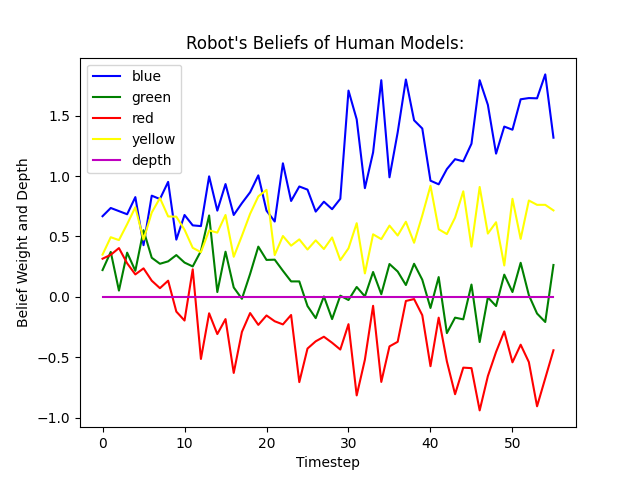 Robot's Beliefs of Human Models:
blue
green
red
yellow
depth
Belief Weight and Depth
1.5
1.0
0.5
0.0
−0.5
−1.0
0 10 20 30 40 50
Timestep